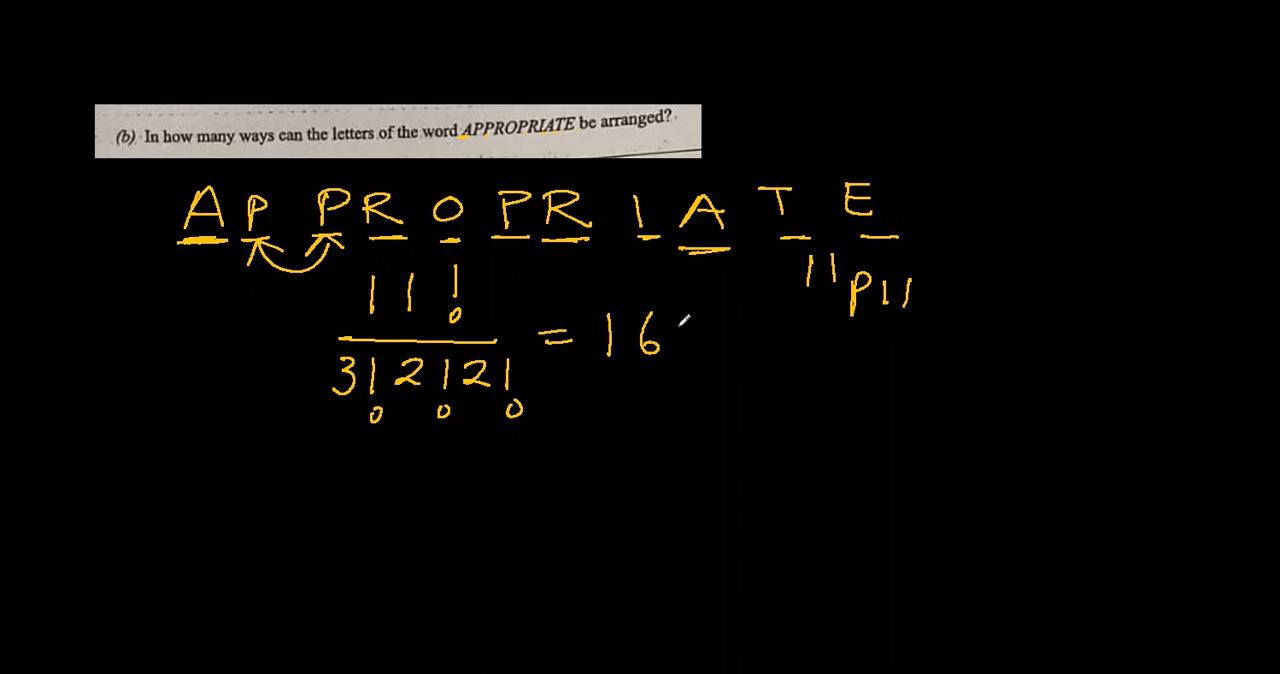 (b) In how many ways can the letters of the word APPROPRIATE be arranged?
A P P R O P R I A T E
11P11
11!
= 16
3! 2! 2!